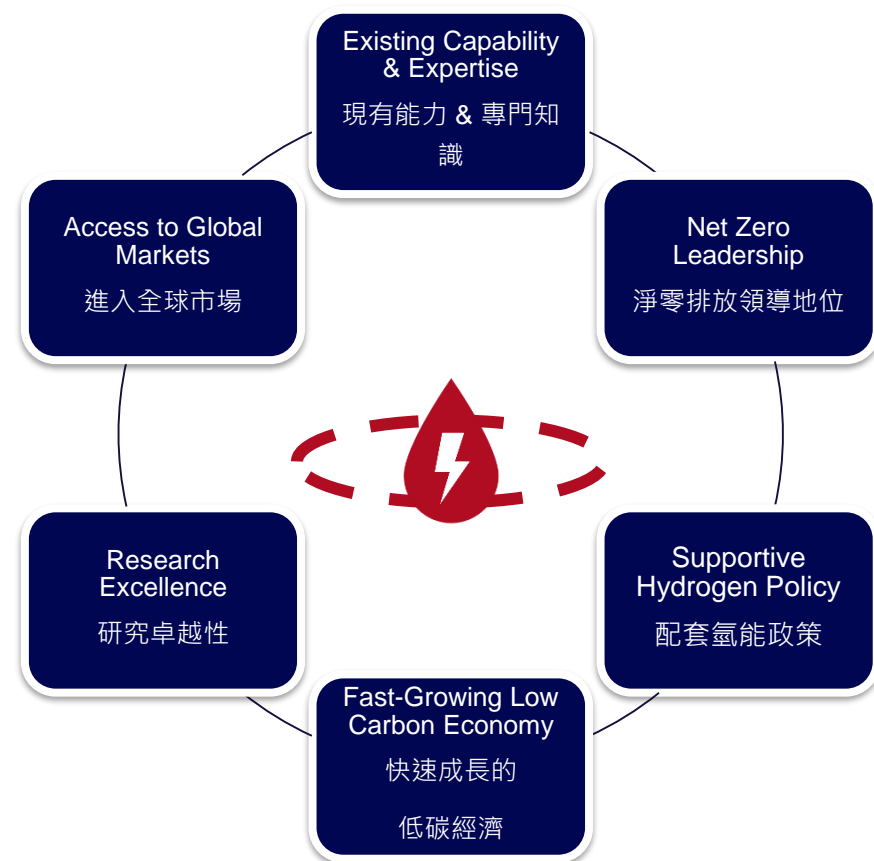 Existing Capability
& Expertise
現有能力 & 專門知
識
Net Zero
Leadership
淨零排放領導地位
Supportive
Hydrogen Policy
配套氫能政策
Fast-Growing Low
Carbon Economy
快速成長的
低碳經濟
Research
Excellence
研究卓越性
Access to Global
Markets
進入全球市場